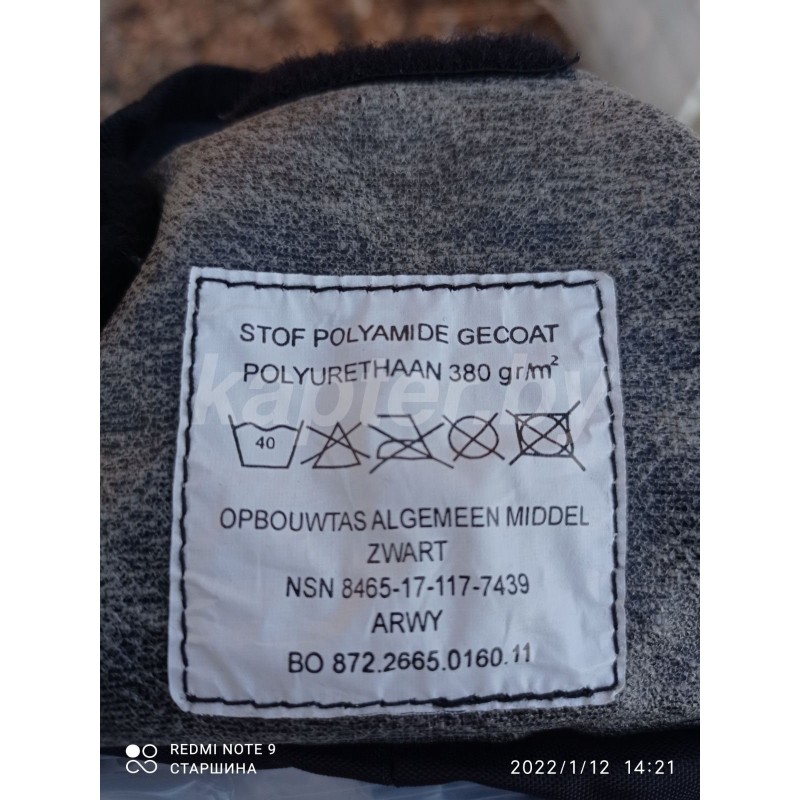 STOF POLYAMIDE GECOAT
POLYURETHAAN 380 gr/m²
kapter.by
40
OPBOUWTAS ALGEMEEN MIDDEL
ZWART
NSN 8465-17-117-7439
ARWY
BO 872.2665.0160.11
REDMI NOTE 9
СТАРШИНА
2022/1/12 14:21